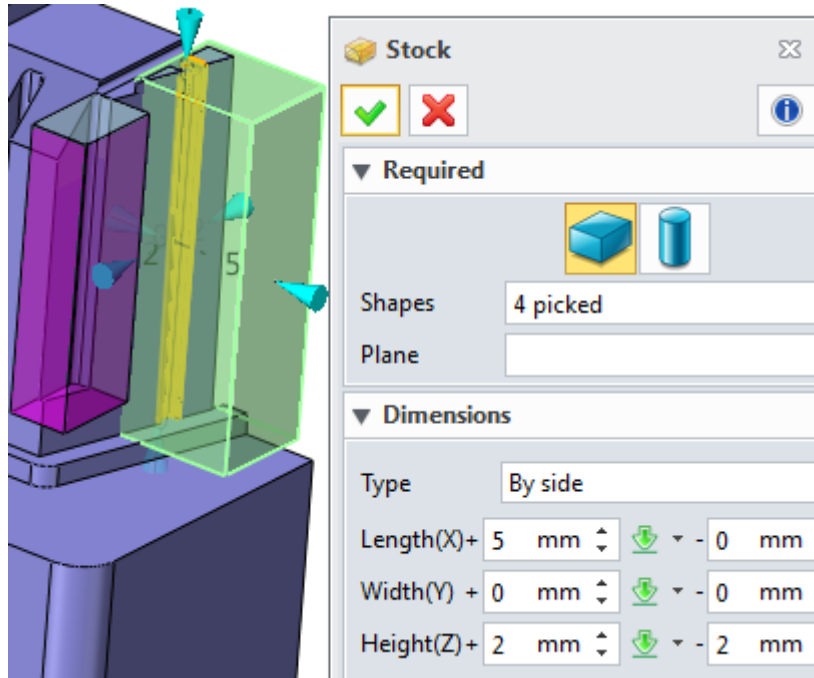 Stock
Required
Shapes 4 picked
Plane
Dimensions
Type By side
Length(X)+ 5 mm - 0 mm
Width(Y) + 0 mm - 0 mm
Height(Z)+ 2 mm - 2 mm
2 5